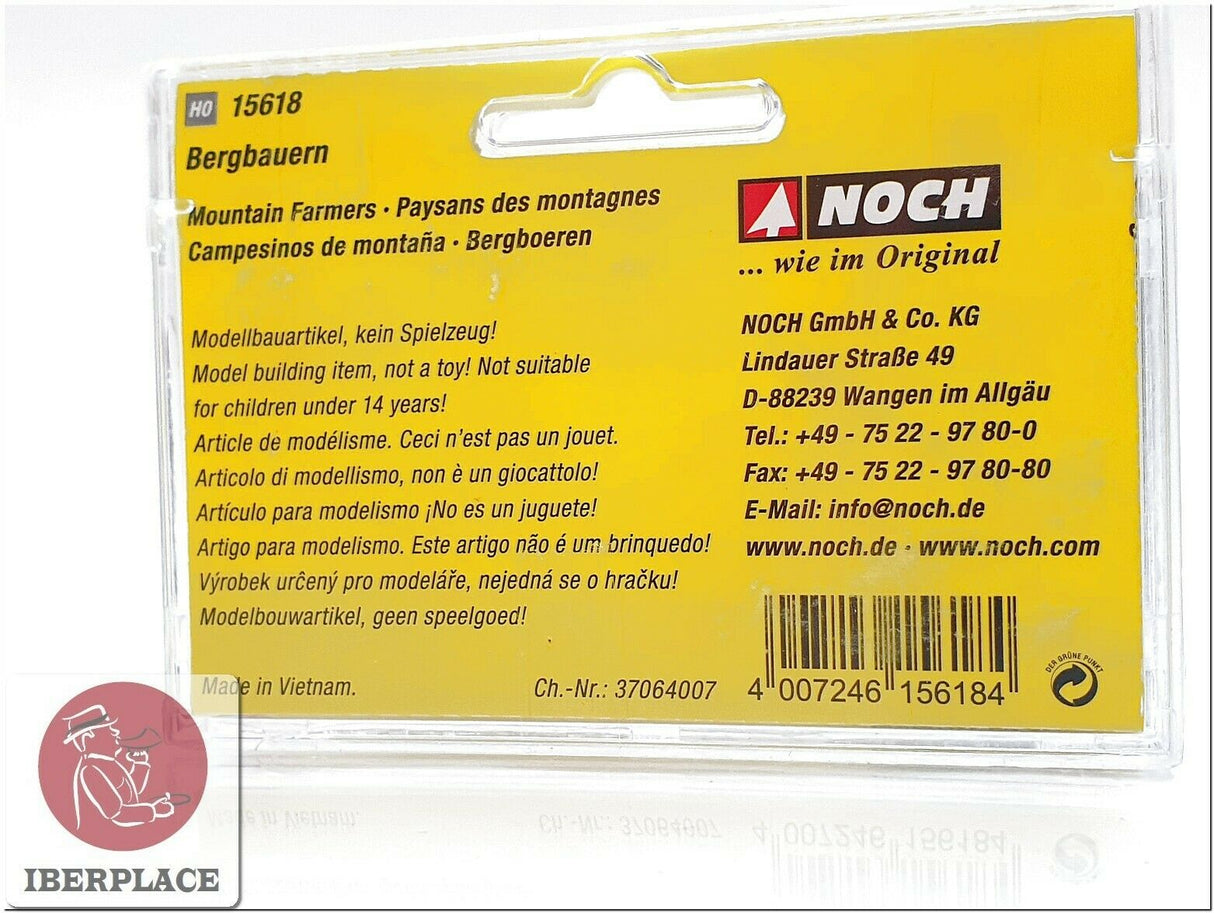 HO 15618
Bergbauern
Mountain Farmers · Paysans des montagnes
Campesinos de montaña · Bergboeren
Modellbauartikel, kein Spielzeug!
Model building item, not a toy! Not suitable
for children under 14 years!
Article de modélisme. Ceci n'est pas un jouet.
Articolo di modellismo, non è un giocattolo!
Artículo para modelismo ¡No es un juguete!
Artigo para modelismo. Este artigo não é um brinquedo!
Výrobek určený pro modeláře, nejedná se o hračku!
Modelbouwartikel, geen speelgoed!
Made in Vietnam.
Ch.-Nr.: 37064007
NOCH
... wie im Original
NOCH GmbH & Co. KG
Lindauer Straße 49
D-88239 Wangen im Allgäu
Tel.: +49 - 75 22 - 97 80-0
Fax: +49 - 75 22 - 97 80-80
E-Mail: info@noch.de
www.noch.de · www.noch.com
4 007246 156184
DER GRÜNE PUNKT
IBERPLACE